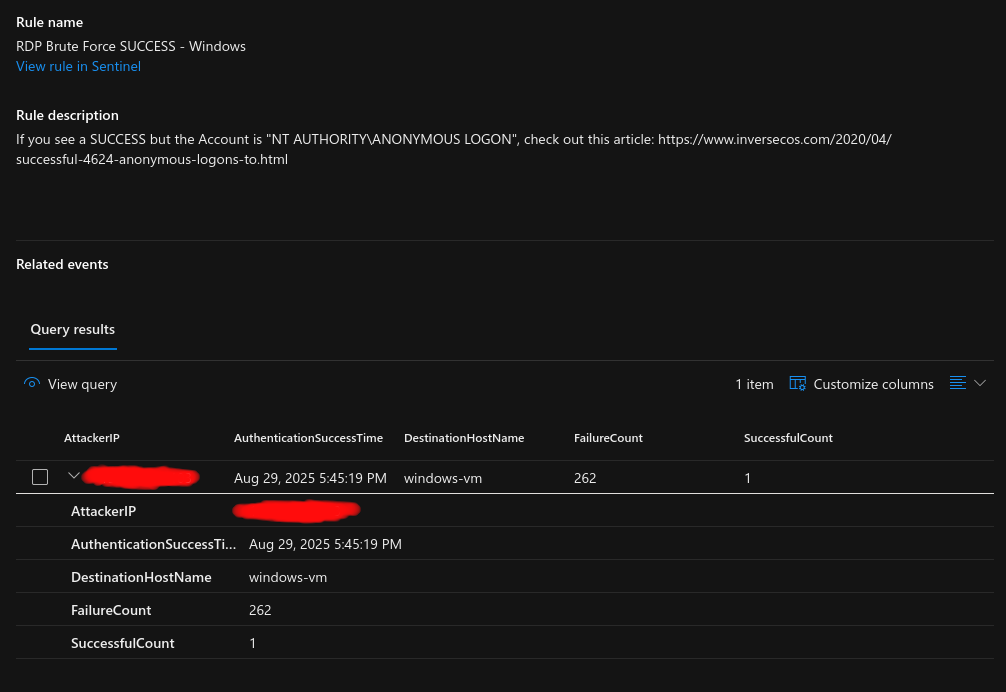 Rule name
RDP Brute Force SUCCESS - Windows
View rule in Sentinel
Rule description
If you see a SUCCESS but the Account is "NT AUTHORITY\ANONYMOUS LOGON", check out this article: https://www.inversecos.com/2020/04/
successful-4624-anonymous-logons-to.html
Related events
Query results
View query
1 item
Customize columns
AttackerIP AuthenticationSuccessTime DestinationHostName FailureCount SuccessfulCount
Aug 29, 2025 5:45:19 PM windows-vm 262 1
AttackerIP
AuthenticationSuccessTi... Aug 29, 2025 5:45:19 PM
DestinationHostName windows-vm
FailureCount 262
SuccessfulCount 1